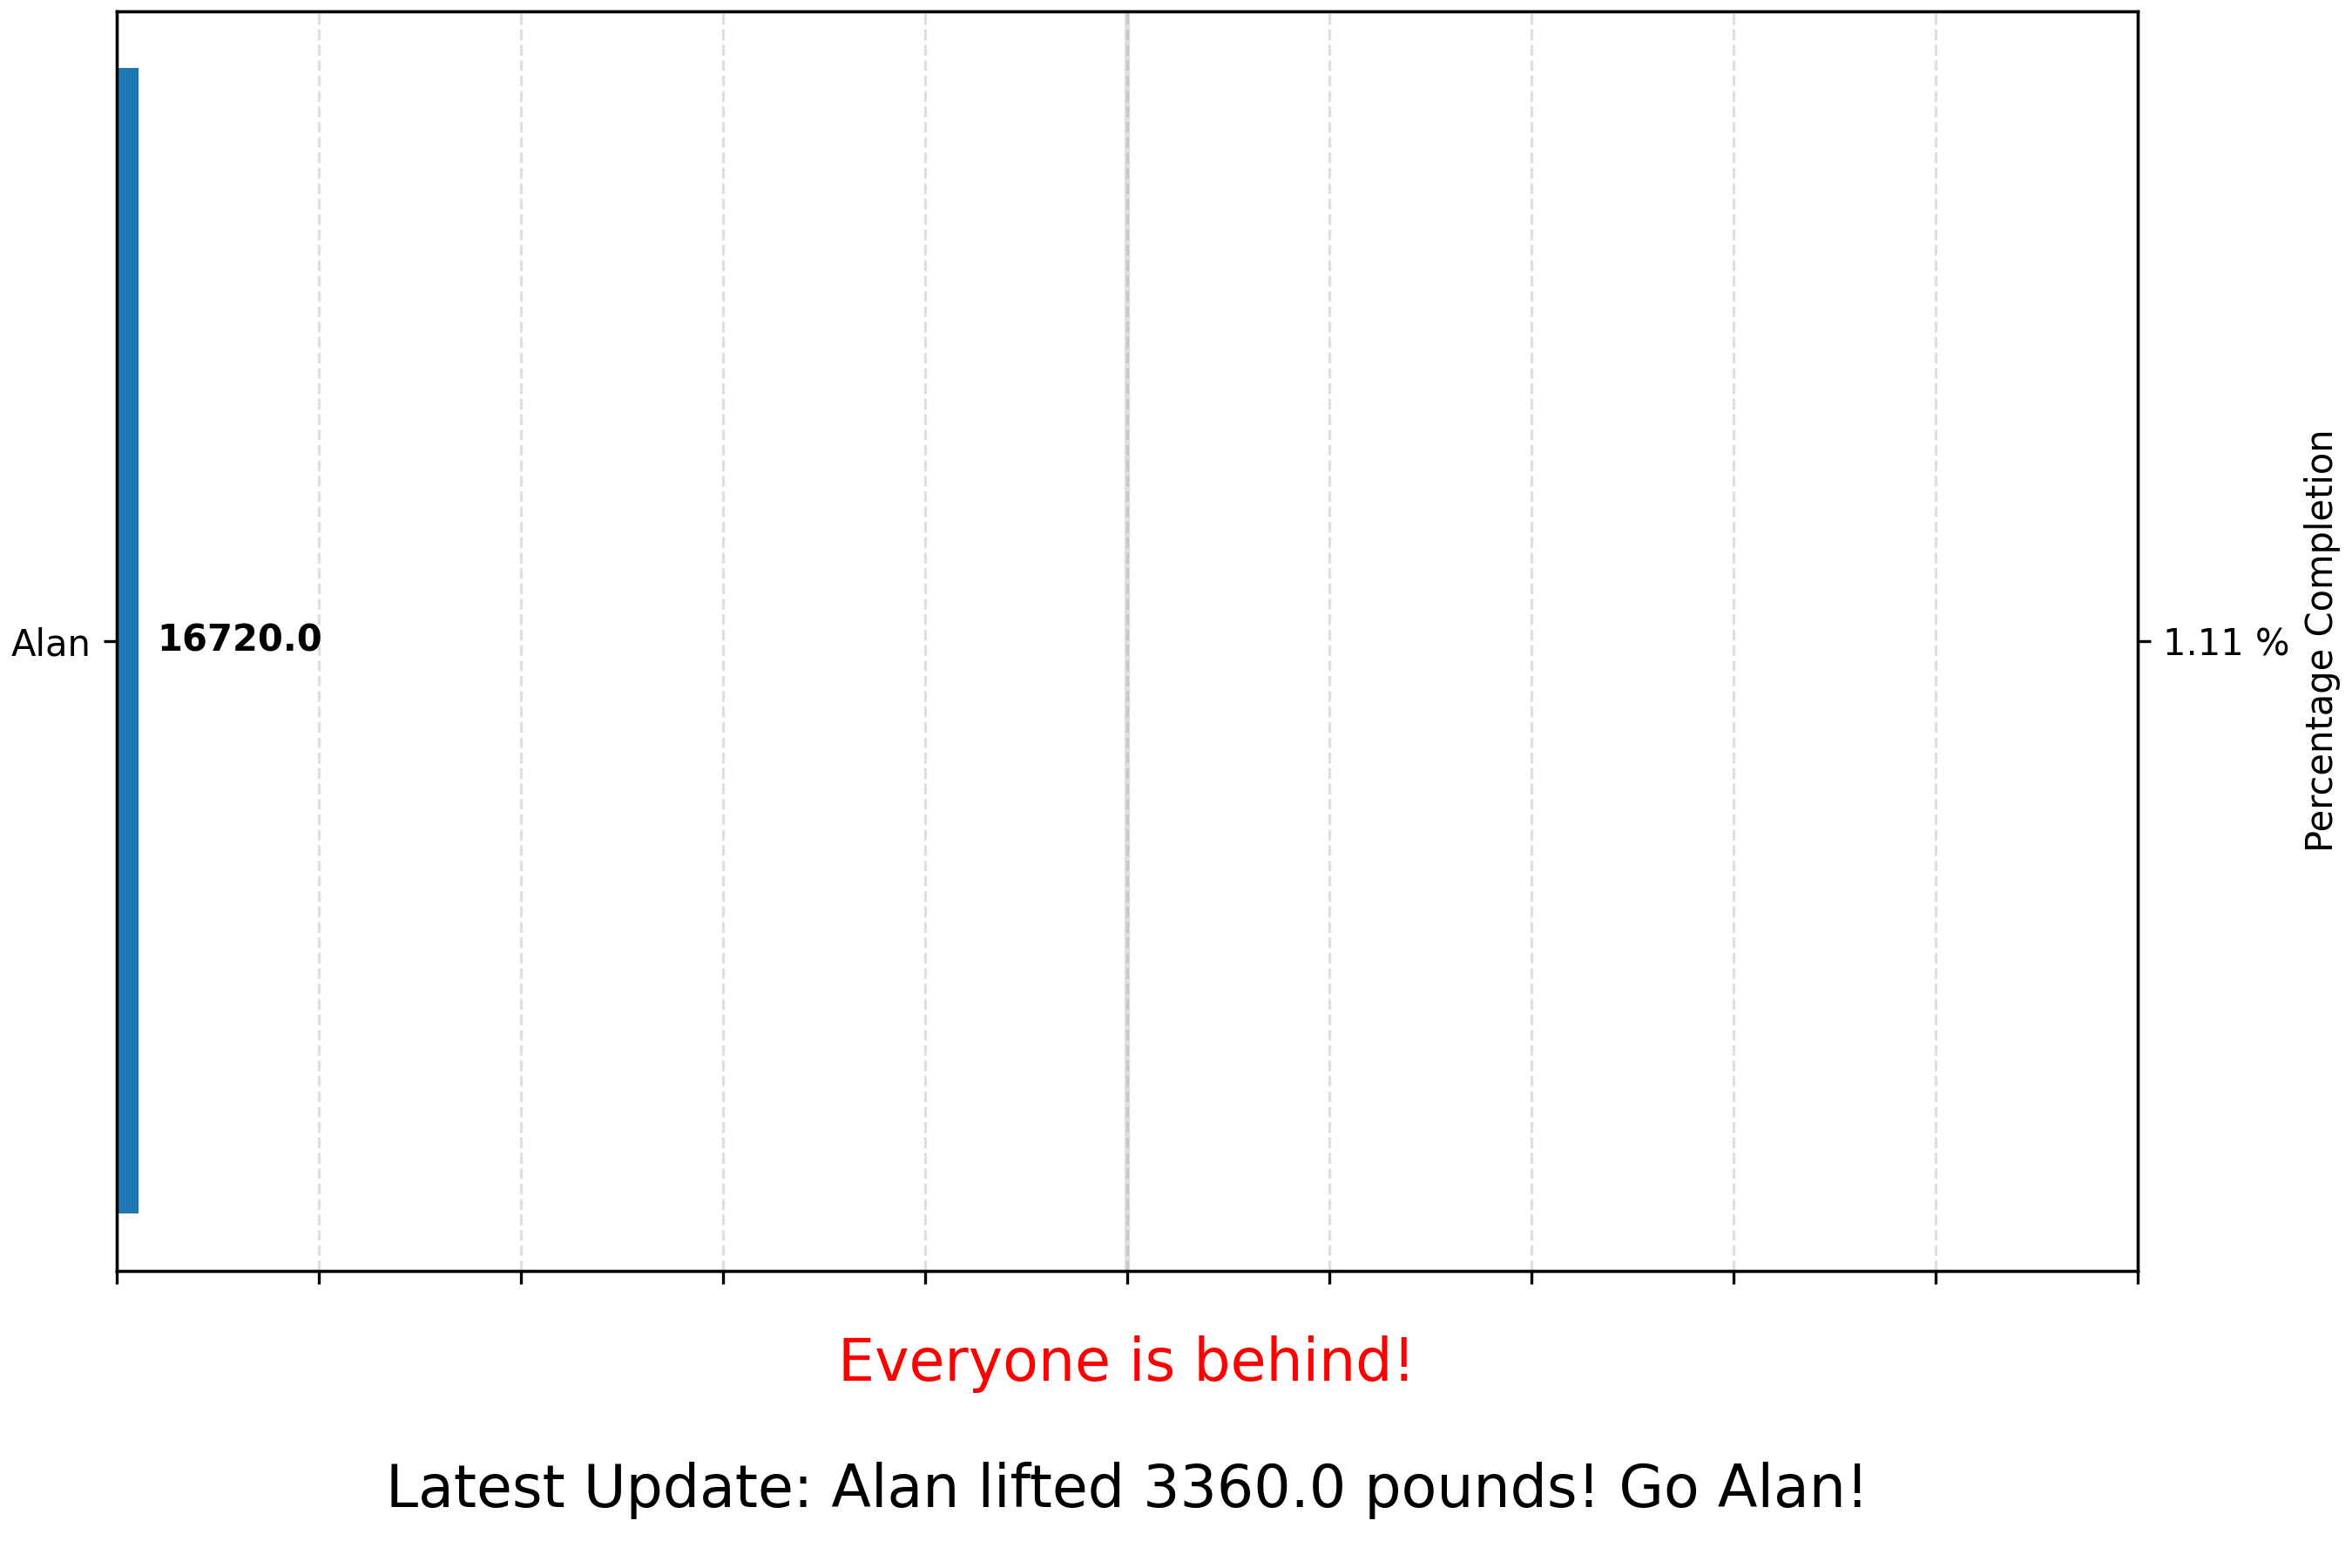 Alan
16720.0
1.11 %
Percentage Completion
Everyone is behind!
Latest Update: Alan lifted 3360.0 pounds! Go Alan!